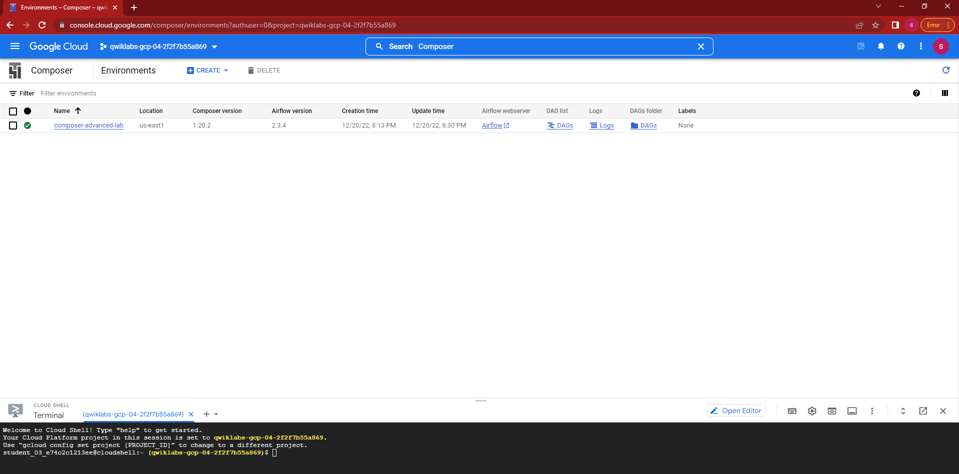 Environments – Composer – qwi
console.cloud.google.com/composer/environments?authuser=0&project=qwiklabs-gcp-04-2f2f7b55a869
S
Error
Google Cloud
qwiklabs-gcp-04-2f2f7b55a869
Search Composer
S
Composer
Environments
CREATE
DELETE
Filter Filter environments
Name Location Composer version Airflow version Creation time Update time Airflow webserver DAG list Logs DAGs folder Labels
composer-advanced-lab us-east1 1.20.2 2.3.4 12/20/22, 8:13 PM 12/20/22, 8:30 PM Airflow DAGs Logs DAGs None
CLOUD SHELL
Terminal
(qwiklabs-gcp-04-2f2f7b55a869)
Open Editor
Welcome to Cloud Shell! Type "help" to get started.
Your Cloud Platform project in this session is set to qwiklabs-gcp-04-2f2f7b55a869.
Use "gcloud config set project [PROJECT_ID]" to change to a different project.
student_03_e74c2c1213ee@cloudshell:~ (qwiklabs-gcp-04-2f2f7b55a869)$